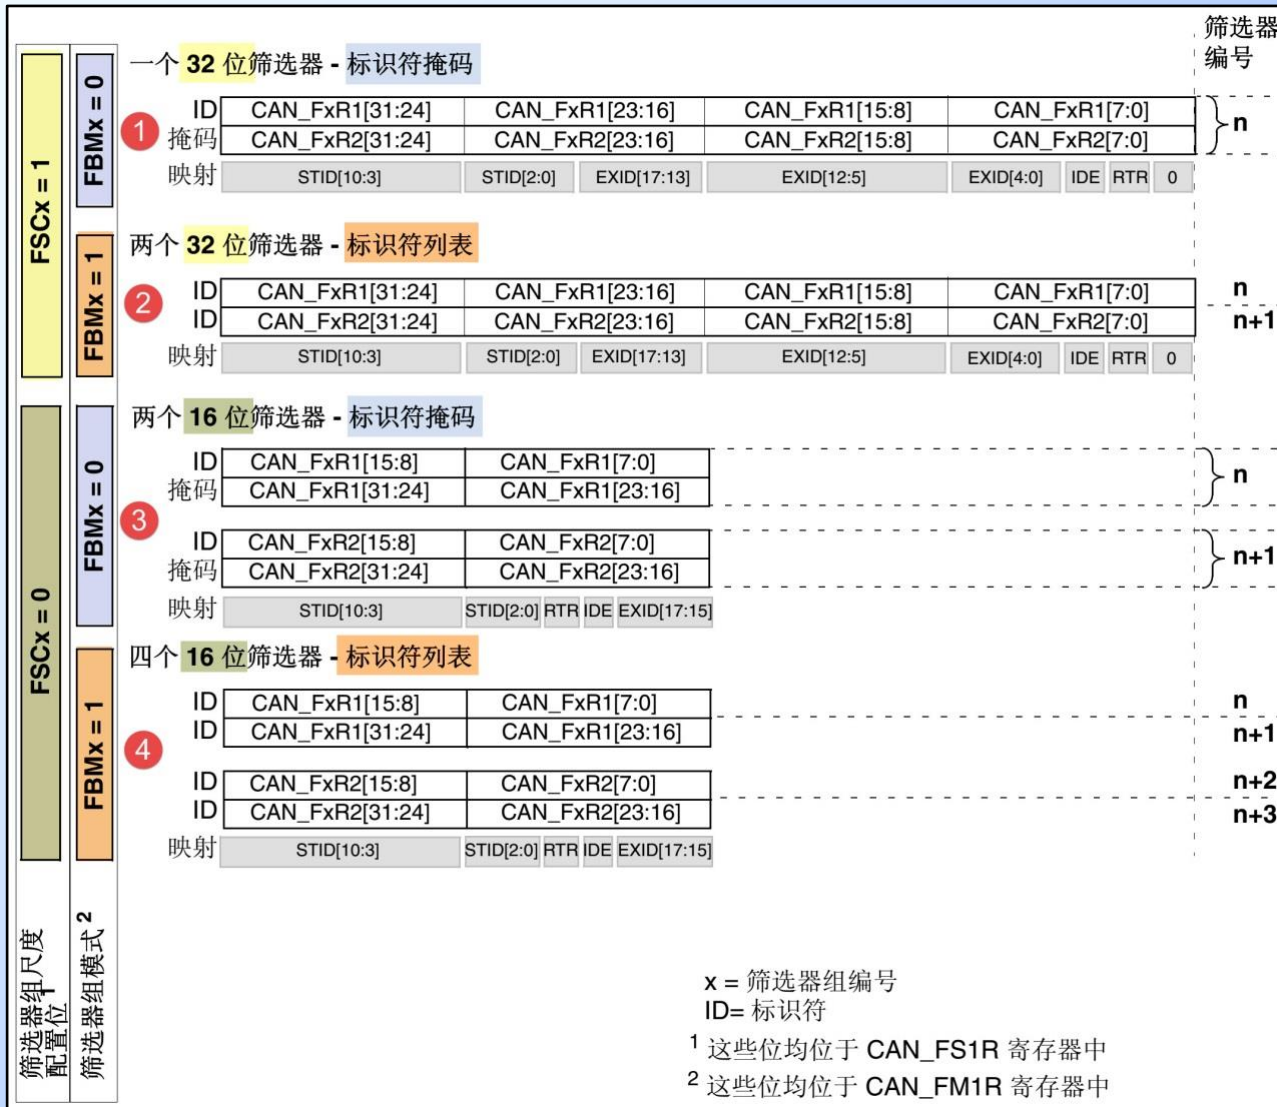 筛选器
编号
FSCx = 1
FBMx = 0
一个 32 位筛选器 - 标识符掩码
1
ID CAN_FxR1[31:24] CAN_FxR1[23:16] CAN_FxR1[15:8] CAN_FxR1[7:0]
掩码 CAN_FxR2[31:24] CAN_FxR2[23:16] CAN_FxR2[15:8] CAN_FxR2[7:0]
n
映射 STID[10:3] STID[2:0] EXID[17:13] EXID[12:5] EXID[4:0] IDE RTR 0
FBMx = 1
两个 32 位筛选器 - 标识符列表
2
ID CAN_FxR1[31:24] CAN_FxR1[23:16] CAN_FxR1[15:8] CAN_FxR1[7:0] n
ID CAN_FxR2[31:24] CAN_FxR2[23:16] CAN_FxR2[15:8] CAN_FxR2[7:0] n+1
映射 STID[10:3] STID[2:0] EXID[17:13] EXID[12:5] EXID[4:0] IDE RTR 0
FSCx = 0
FBMx = 0
两个 16 位筛选器 - 标识符掩码
3
ID CAN_FxR1[15:8] CAN_FxR1[7:0]
掩码 CAN_FxR1[31:24] CAN_FxR1[23:16]
n
ID CAN_FxR2[15:8] CAN_FxR2[7:0]
掩码 CAN_FxR2[31:24] CAN_FxR2[23:16]
n+1
映射 STID[10:3] STID[2:0] RTR IDE EXID[17:15]
FBMx = 1
四个 16 位筛选器 - 标识符列表
4
ID CAN_FxR1[15:8] CAN_FxR1[7:0] n
ID CAN_FxR1[31:24] CAN_FxR1[23:16] n+1
ID CAN_FxR2[15:8] CAN_FxR2[7:0] n+2
ID CAN_FxR2[31:24] CAN_FxR2[23:16] n+3
映射 STID[10:3] STID[2:0] RTR IDE EXID[17:15]
筛选器组尺度
配置位 1
筛选器组模式 2
x = 筛选器组编号
ID= 标识符
1 这些位均位于 CAN_FS1R 寄存器中
2 这些位均位于 CAN_FM1R 寄存器中